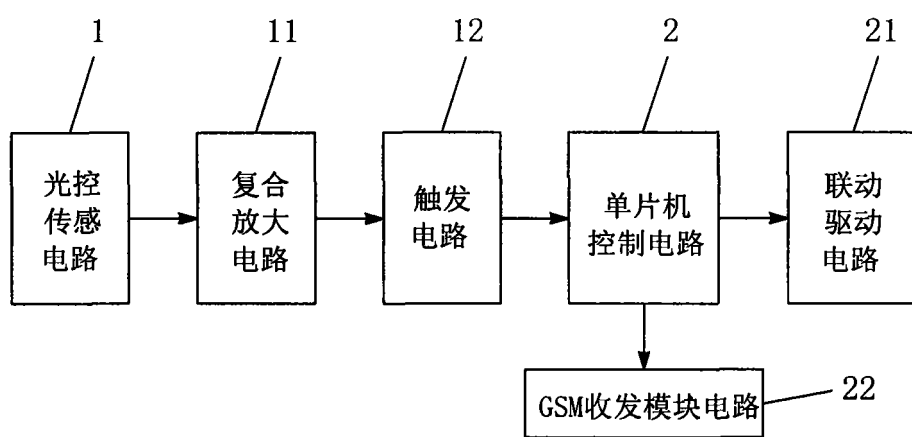 1
11
12
2
21
光控
传感
电路
复合
放大
电路
触发
电路
单片机
控制电路
联动
驱动
电路
GSM收发模块电路
22